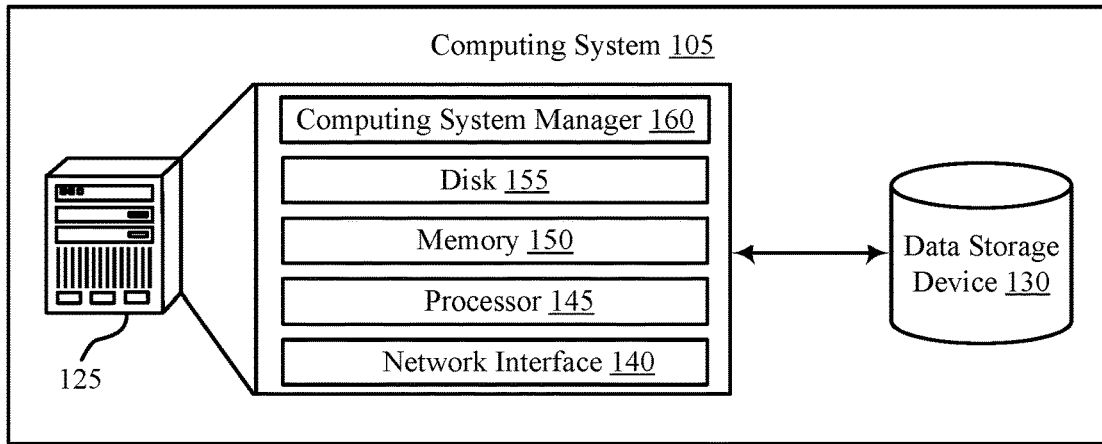 Computing System 105
Computing System Manager 160
Disk 155
Memory 150
Processor 145
Network Interface 140
125
Data Storage
Device 130